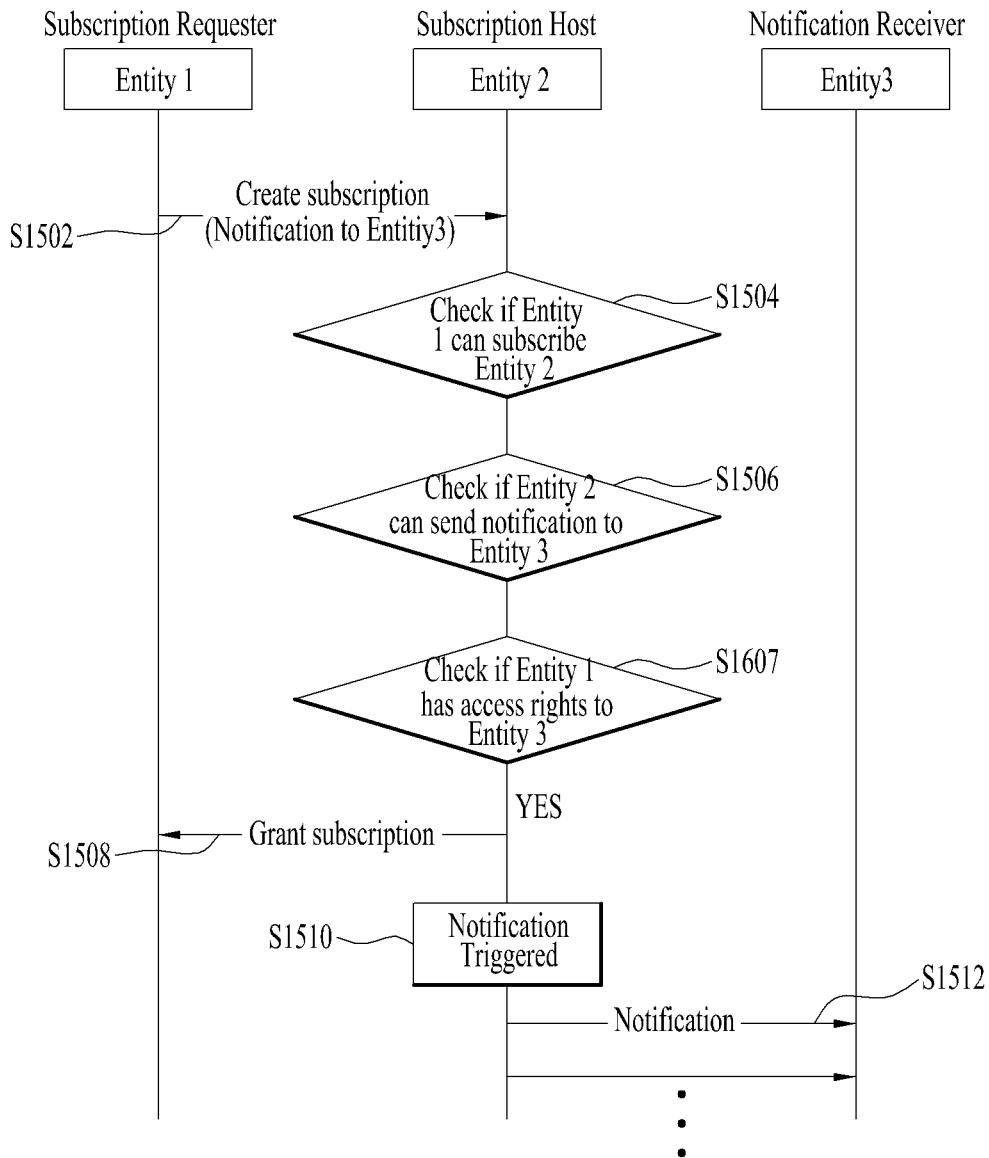 Subscription Requester
Subscription Host
Notification Receiver
Entity 1
Entity 2
Entity3
Create subscription
(Notification to Entitiy3)
S1502
S1504
Check if Entity
1 can subscribe
Entity 2
S1506
Check if Entity 2
can send notification to
Entity 3
S1607
Check if Entity 1
has access rights to
Entity 3
YES
Grant subscription
S1508
S1510
Notification
Triggered
S1512
Notification